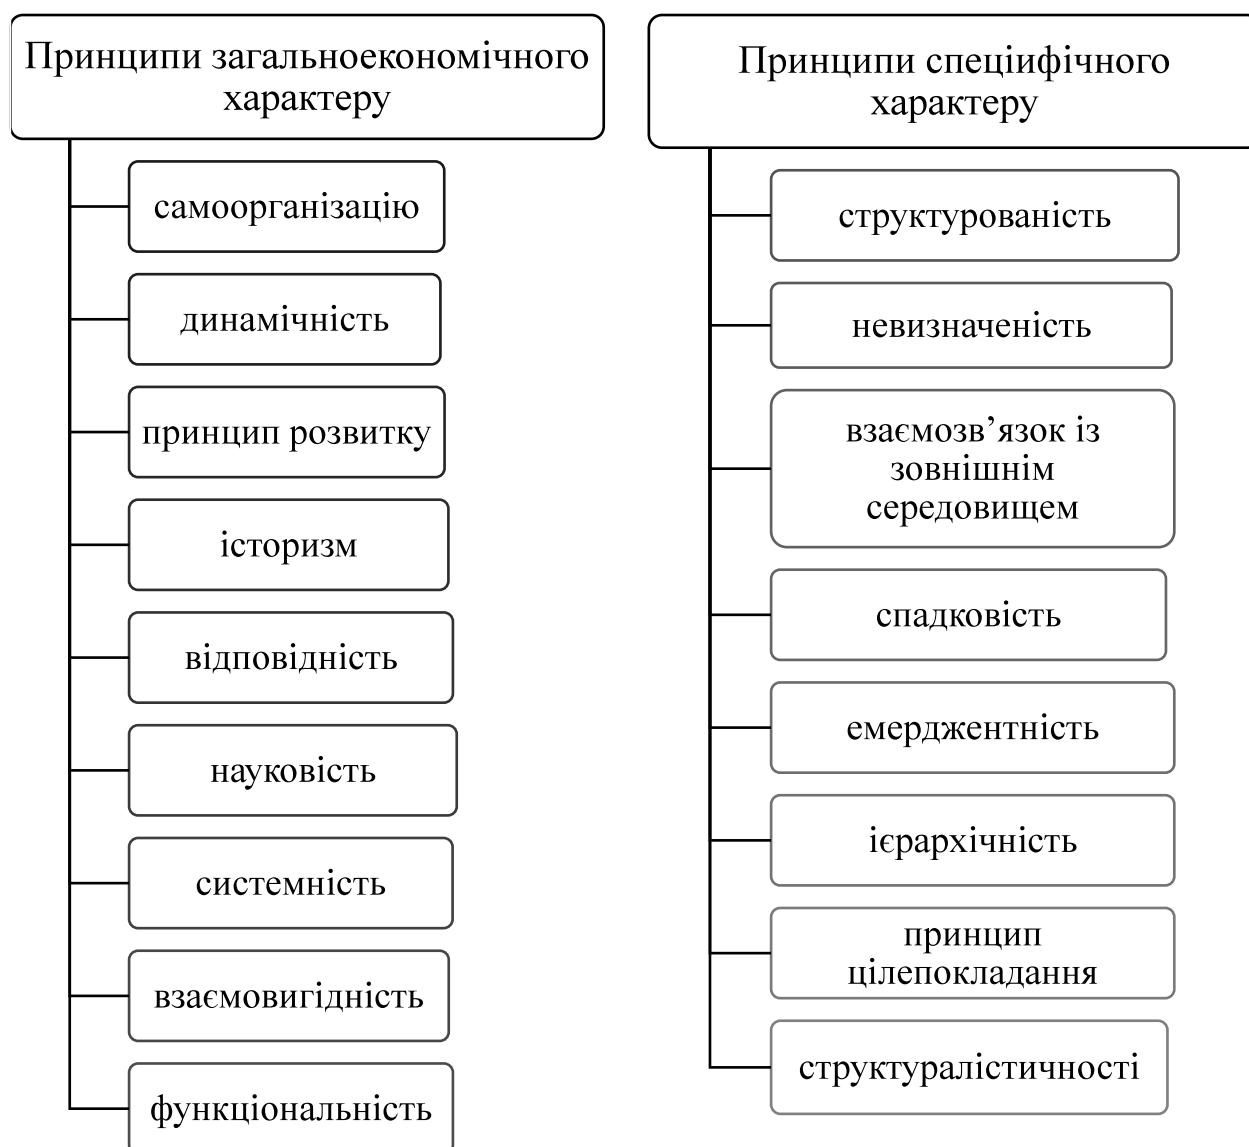 Принципи загальноекономічного
характеру
самоорганізацію
динамічність
принцип розвитку
історизм
відповідність
науковість
системність
взаємовигідність
функціональність
Принципи спеціифічного
характеру
структурованість
невизначеність
взаємозв’язок із
зовнішнім
середовищем
спадковість
емерджентність
ієрархічність
принцип
цілепокладання
структуралістичності